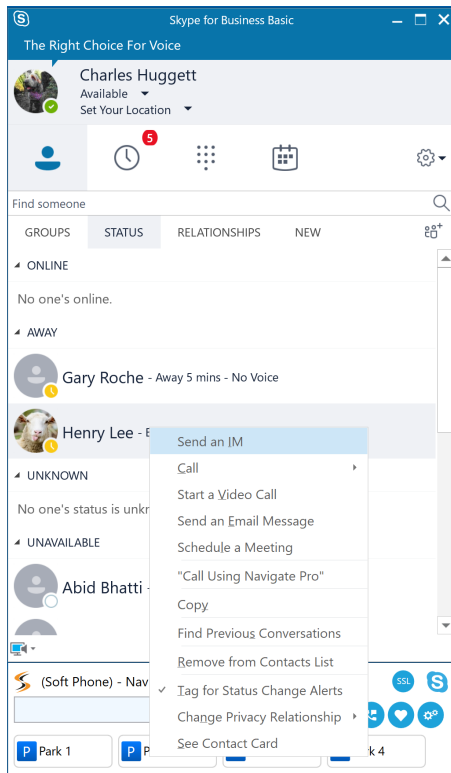 Skype for Business Basic
The Right Choice For Voice
Charles Huggett
Available
Set Your Location
5
Find someone
GROUPS STATUS RELATIONSHIPS NEW
ONLINE
No one's online.
AWAY
Gary Roche - Away 5 mins - No Voice
Henry Lee -
Send an IM
Call
Start a Video Call
Send an Email Message
Schedule a Meeting
"Call Using Navigate Pro"
Copy
Find Previous Conversations
Remove from Contacts List
Tag for Status Change Alerts
Change Privacy Relationship
See Contact Card
UNKNOWN
No one's status is unkr
UNAVAILABLE
Abid Bhatti -
(Soft Phone) - Nav
SSL
P Park 1
P P
k 4